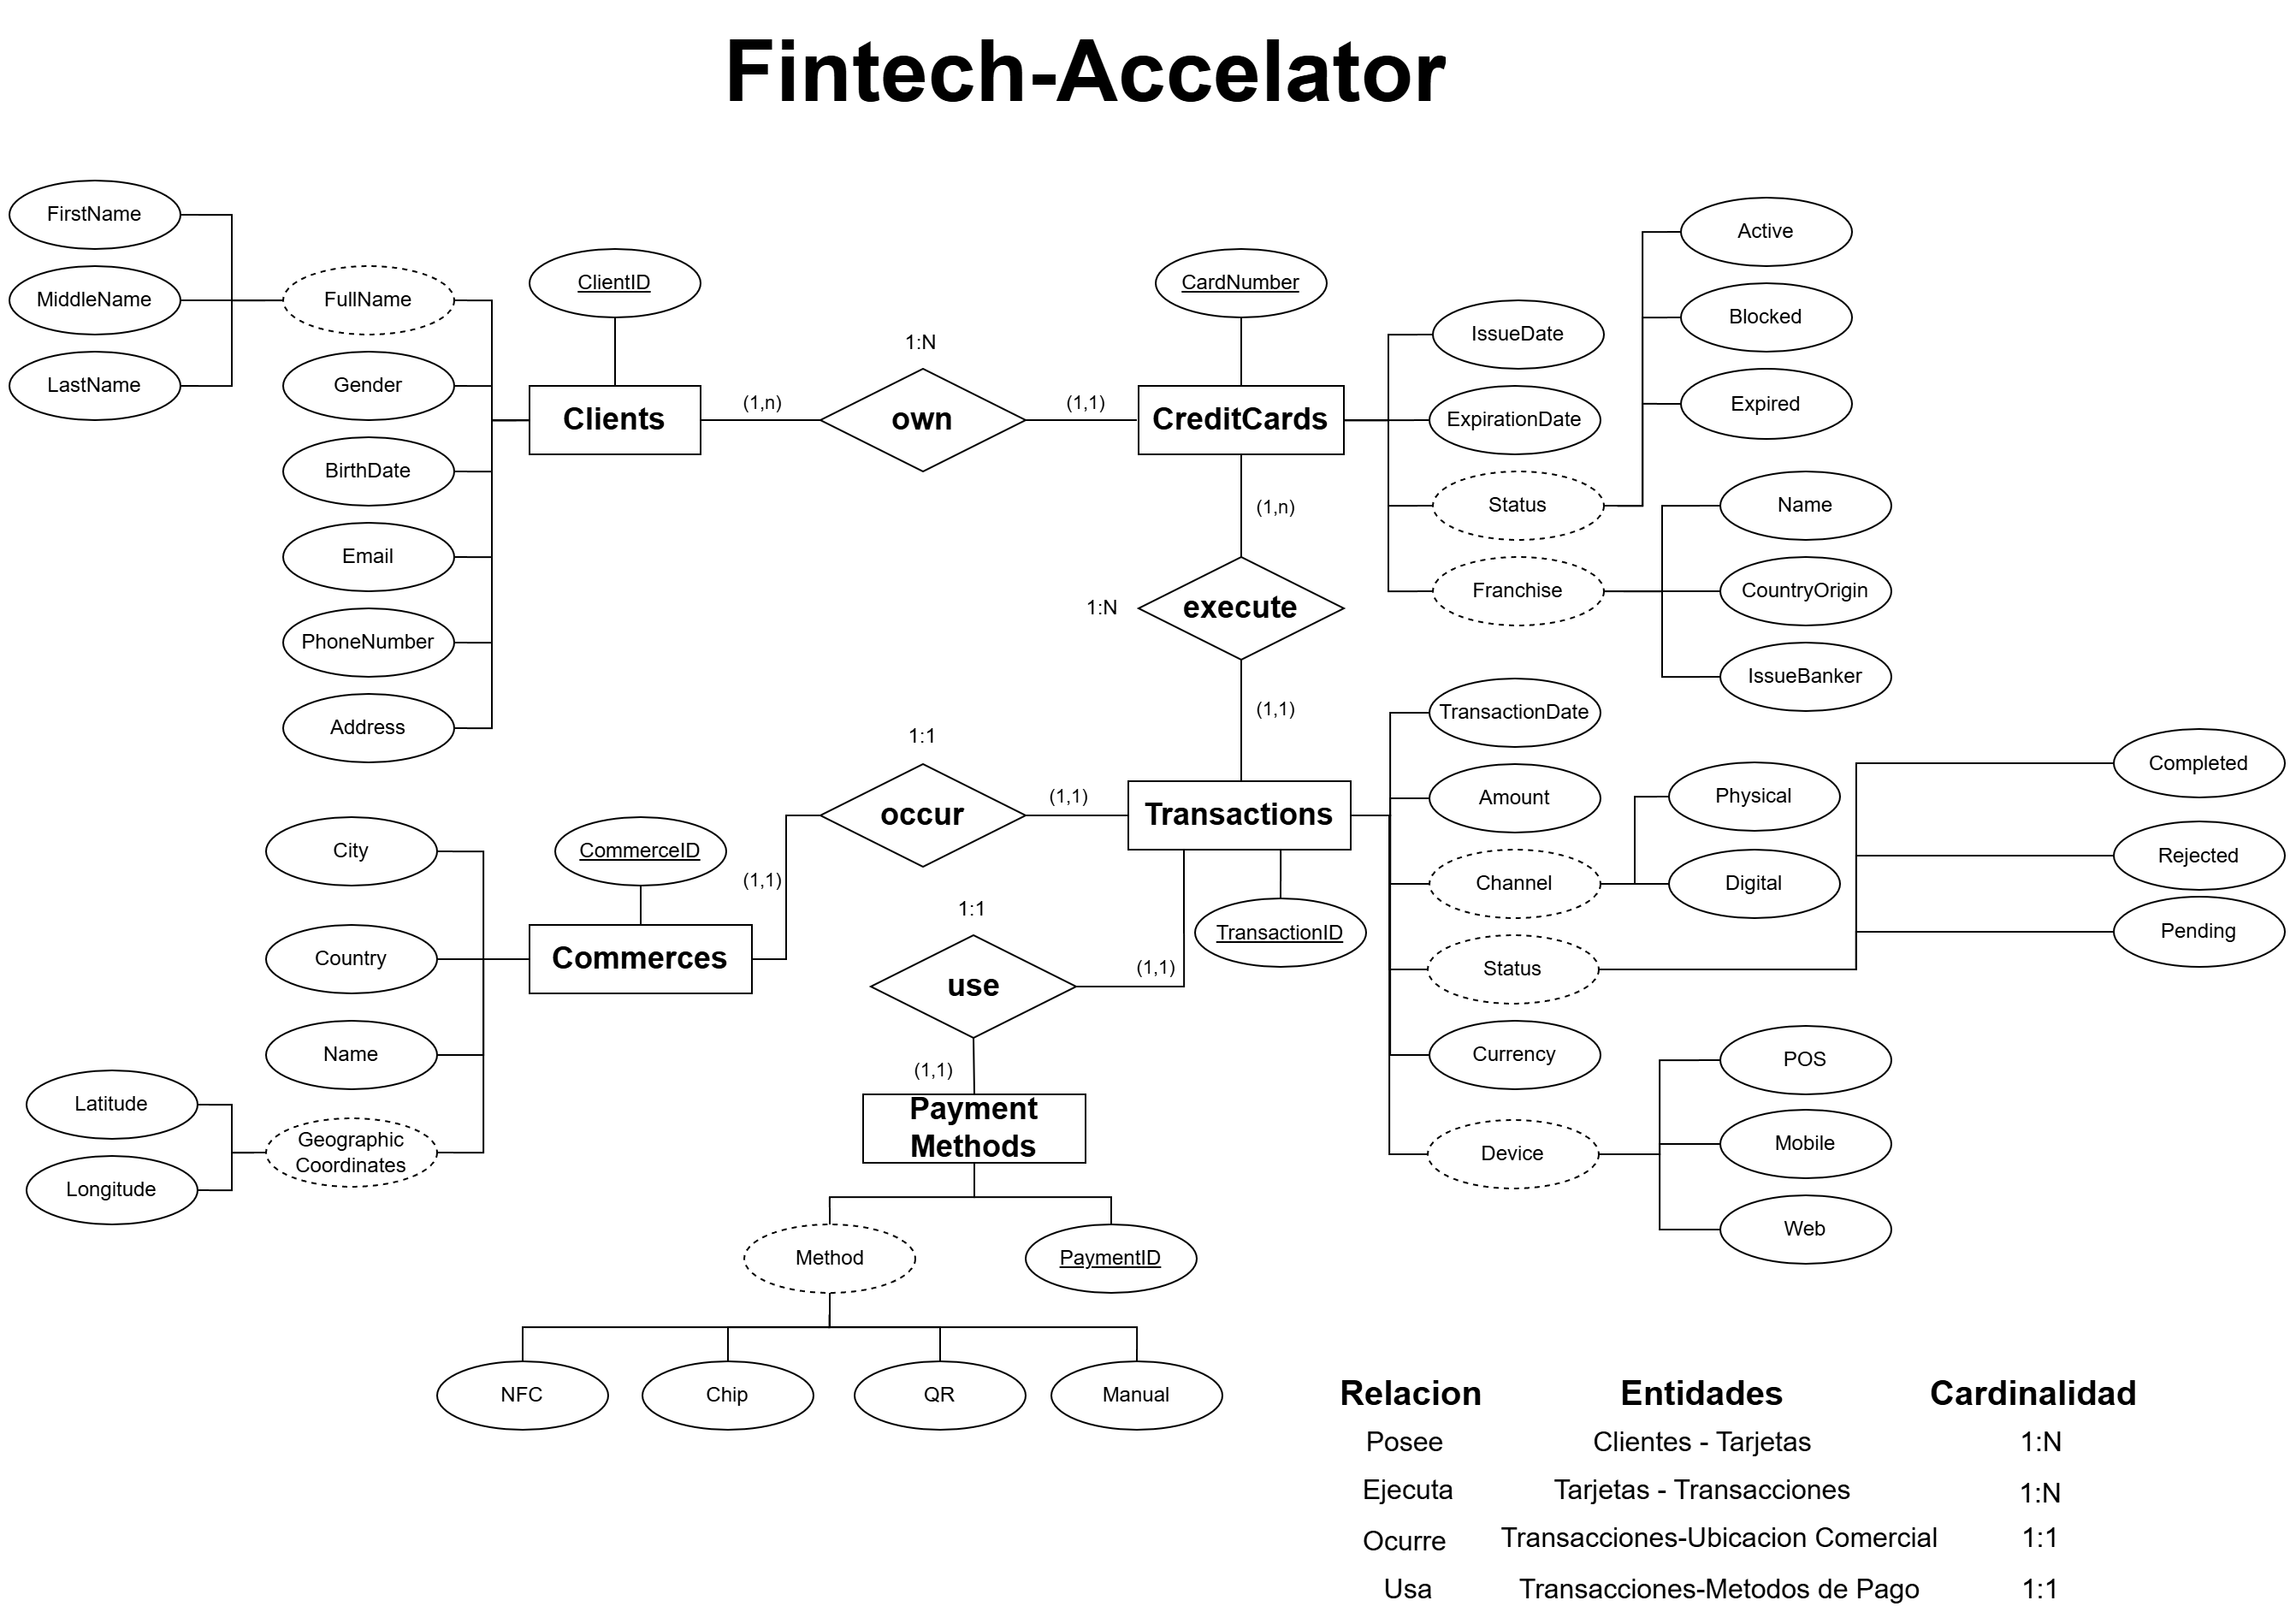 Fintech-Accelator
FirstName
MiddleName
LastName
FullName
Gender
BirthDate
Email
PhoneNumber
Address
ClientID
Clients
1:N
(1,n)
own
(1,1)
CardNumber
CreditCards
IssueDate
ExpirationDate
Status
Franchise
Active
Blocked
Expired
Name
CountryOrigin
IssueBanker
(1,n)
1:N
execute
(1,1)
Transactions
TransactionID
TransactionDate
Amount
Channel
Status
Currency
Device
Physical
Digital
Completed
Rejected
Pending
POS
Mobile
Web
1:1
occur
(1,1)
(1,1)
CommerceID
Commerces
City
Country
Name
Geographic
Coordinates
Latitude
Longitude
1:1
use
(1,1)
(1,1)
Payment
Methods
Method
PaymentID
NFC
Chip
QR
Manual
Relacion Entidades Cardinalidad
Posee Clientes - Tarjetas 1:N
Ejecuta Tarjetas - Transacciones 1:N
Ocurre Transacciones-Ubicacion Comercial 1:1
Usa Transacciones-Metodos de Pago 1:1